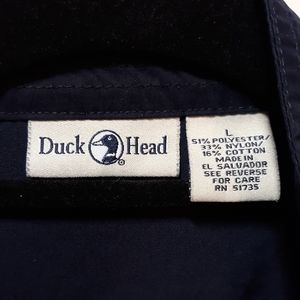 Duck Head
L
51% POLYESTER/
33% NYLON/
16% COTTON
MADE IN
EL SALVADOR
SEE REVERSE
FOR CARE
RN 51735